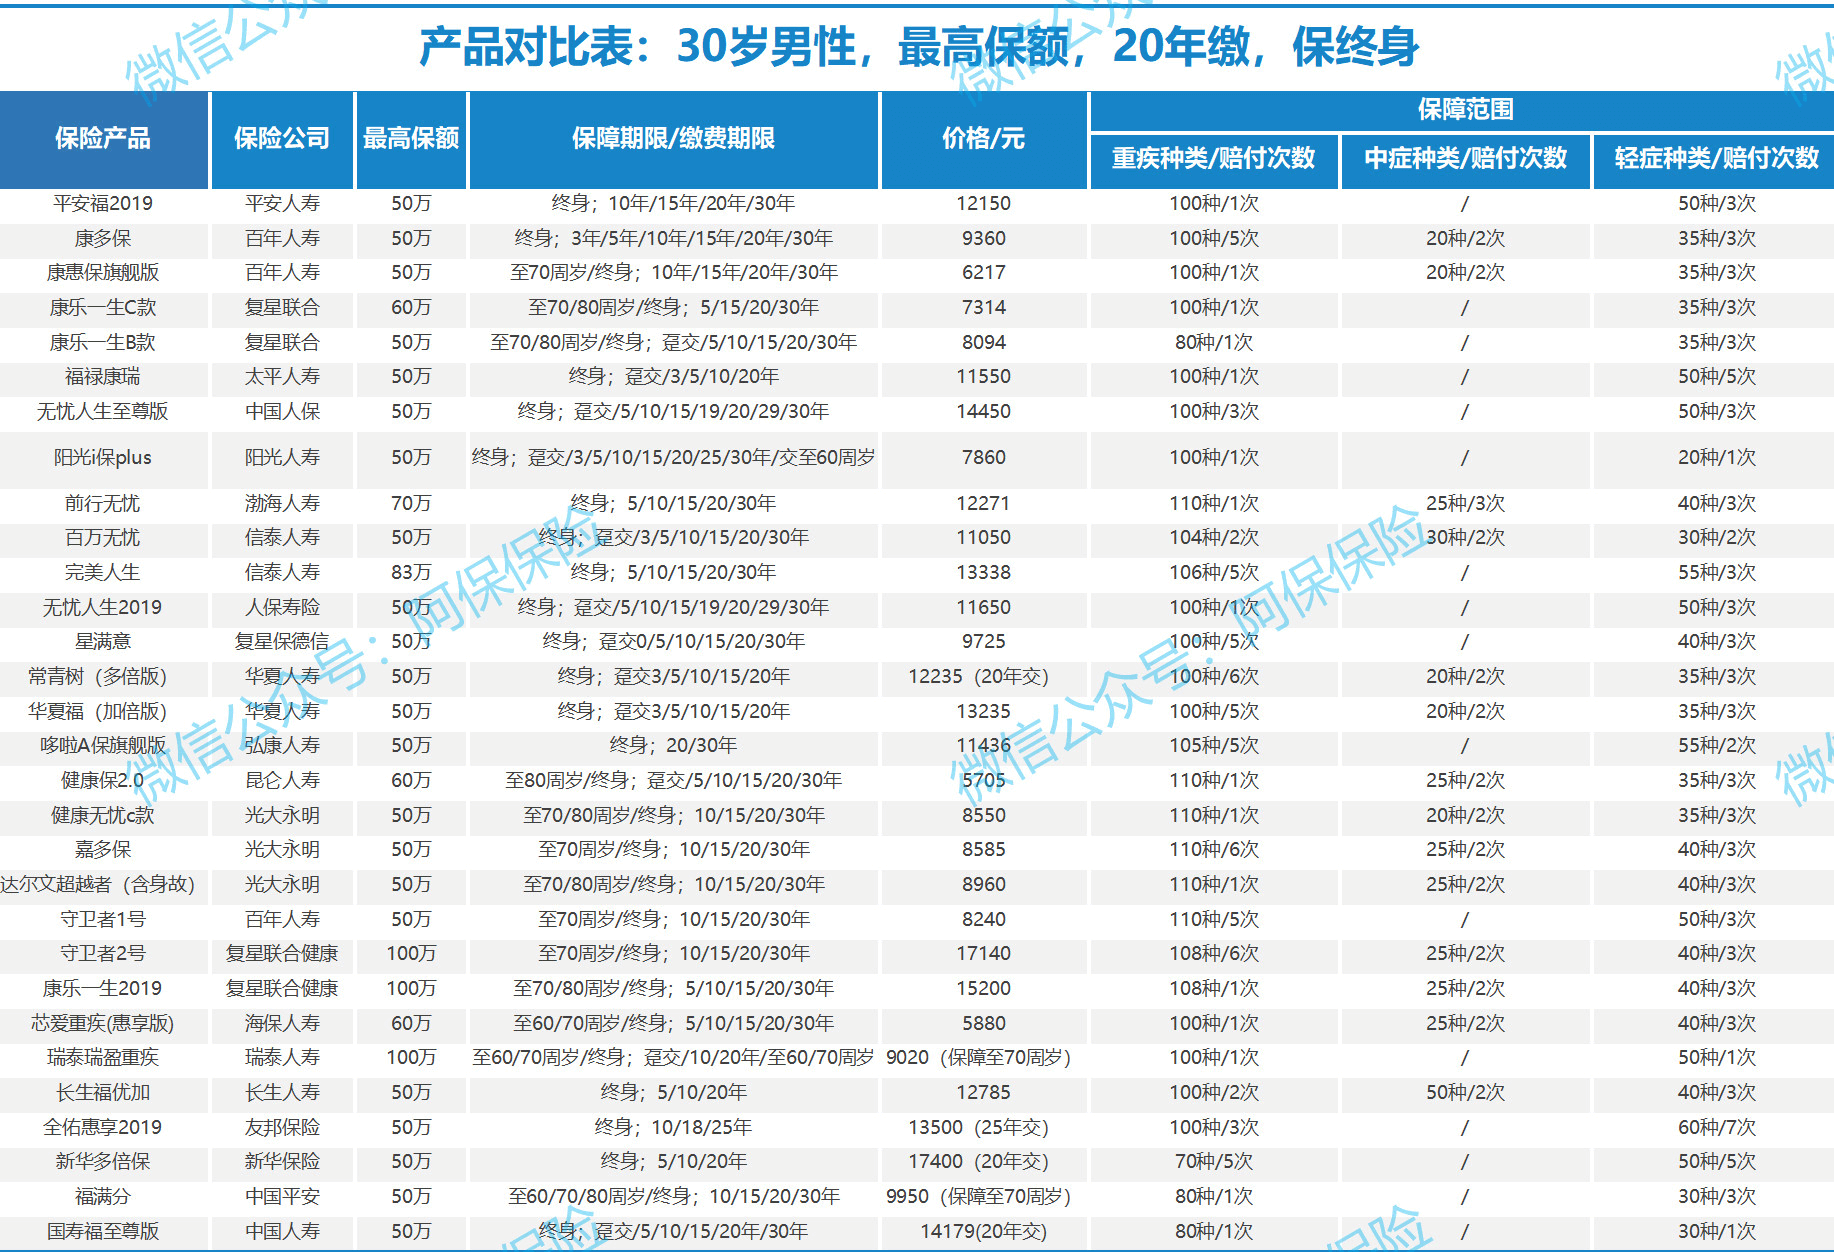 产品对比表：30岁男性，最高保额，20年缴，保终身
保险产品 保险公司 最高保额 保障期限/缴费期限 价格/元 保障范围
重疾种类/赔付次数 中症种类/赔付次数 轻症种类/赔付次数
平安福2019 平安人寿 50万 终身；10年/15年/20年/30年 12150 100种/1次 / 50种/3次
康多保 百年人寿 50万 终身；3年/5年/10年/15年/20年/30年 9360 100种/5次 20种/2次 35种/3次
康惠保旗舰版 百年人寿 50万 至70周岁/终身；10年/15年/20年/30年 6217 100种/1次 20种/2次 35种/3次
康乐一生C款 复星联合 60万 至70/80周岁/终身；5/15/20/30年 7314 100种/1次 / 35种/3次
康乐一生B款 复星联合 50万 至70/80周岁/终身；趸交/5/10/15/20/30年 8094 80种/1次 / 35种/3次
福禄康瑞 太平人寿 50万 终身；趸交/3/5/10/20年 11550 100种/1次 / 50种/5次
无忧人生至尊版 中国人保 50万 终身；趸交/5/10/15/19/20/29/30年 14450 100种/3次 / 50种/3次
阳光i保plus 阳光人寿 50万 终身；趸交/3/5/10/15/20/25/30年/交至60周岁 7860 100种/1次 / 20种/1次
前行无忧 渤海人寿 70万 终身；5/10/15/20/30年 12271 110种/1次 25种/3次 40种/3次
百万无忧 信泰人寿 50万 终身；趸交/3/5/10/15/20/30年 11050 104种/2次 30种/2次 30种/2次
完美人生 信泰人寿 83万 终身；5/10/15/20/30年 13338 106种/5次 / 55种/3次
无忧人生2019 人保寿险 50万 终身；趸交/5/10/15/19/20/29/30年 11650 100种/1次 / 50种/3次
星满意 复星保德信 50万 终身；趸交0/5/10/15/20/30年 9725 100种/5次 / 40种/3次
常青树（多倍版） 华夏人寿 50万 终身；趸交3/5/10/15/20年 12235（20年交） 100种/6次 20种/2次 35种/3次
华夏福（加倍版） 华夏人寿 50万 终身；趸交3/5/10/15/20年 13235 100种/5次 20种/2次 35种/3次
哆啦A保旗舰版 弘康人寿 50万 终身；20/30年 11436 105种/5次 / 55种/2次
健康保2.0 昆仑人寿 60万 至80周岁/终身；趸交/5/10/15/20/30年 5705 110种/1次 25种/2次 35种/3次
健康无忧c款 光大永明 50万 至70/80周岁/终身；10/15/20/30年 8550 110种/1次 20种/2次 35种/3次
嘉多保 光大永明 50万 至70周岁/终身；10/15/20/30年 8585 110种/6次 25种/2次 40种/3次
达尔文超越者（含身故） 光大永明 50万 至70/80周岁/终身；10/15/20/30年 8960 110种/1次 25种/2次 40种/3次
守卫者1号 百年人寿 50万 至70周岁/终身；10/15/20/30年 8240 110种/5次 / 50种/3次
守卫者2号 复星联合健康 100万 至70周岁/终身；10/15/20/30年 17140 108种/6次 25种/2次 40种/3次
康乐一生2019 复星联合健康 100万 至70/80周岁/终身；5/10/15/20/30年 15200 108种/1次 25种/2次 40种/3次
芯爱重疾(惠享版) 海保人寿 60万 至60/70周岁/终身；5/10/15/20/30年 5880 100种/1次 25种/2次 40种/3次
瑞泰瑞盈重疾 瑞泰人寿 100万 至60/70周岁/终身；趸交/10/20年/至60/70周岁 9020（保障至70周岁） 100种/1次 / 50种/1次
长生福优加 长生人寿 50万 终身；5/10/20年 12785 100种/2次 50种/2次 40种/3次
全佑惠享2019 友邦保险 50万 终身；10/18/25年 13500（25年交） 100种/3次 / 60种/7次
新华多倍保 新华保险 50万 终身；5/10/20年 17400（20年交） 70种/5次 / 50种/5次
福满分 中国平安 50万 至60/70/80周岁/终身；10/15/20/30年 9950（保障至70周岁） 80种/1次 / 30种/3次
国寿福至尊版 中国人寿 50万 终身；趸交/5/10/15/20年/30年 14179(20年交) 80种/1次 / 30种/1次
微信公众号：阿保保险
微信公众号：阿保保险